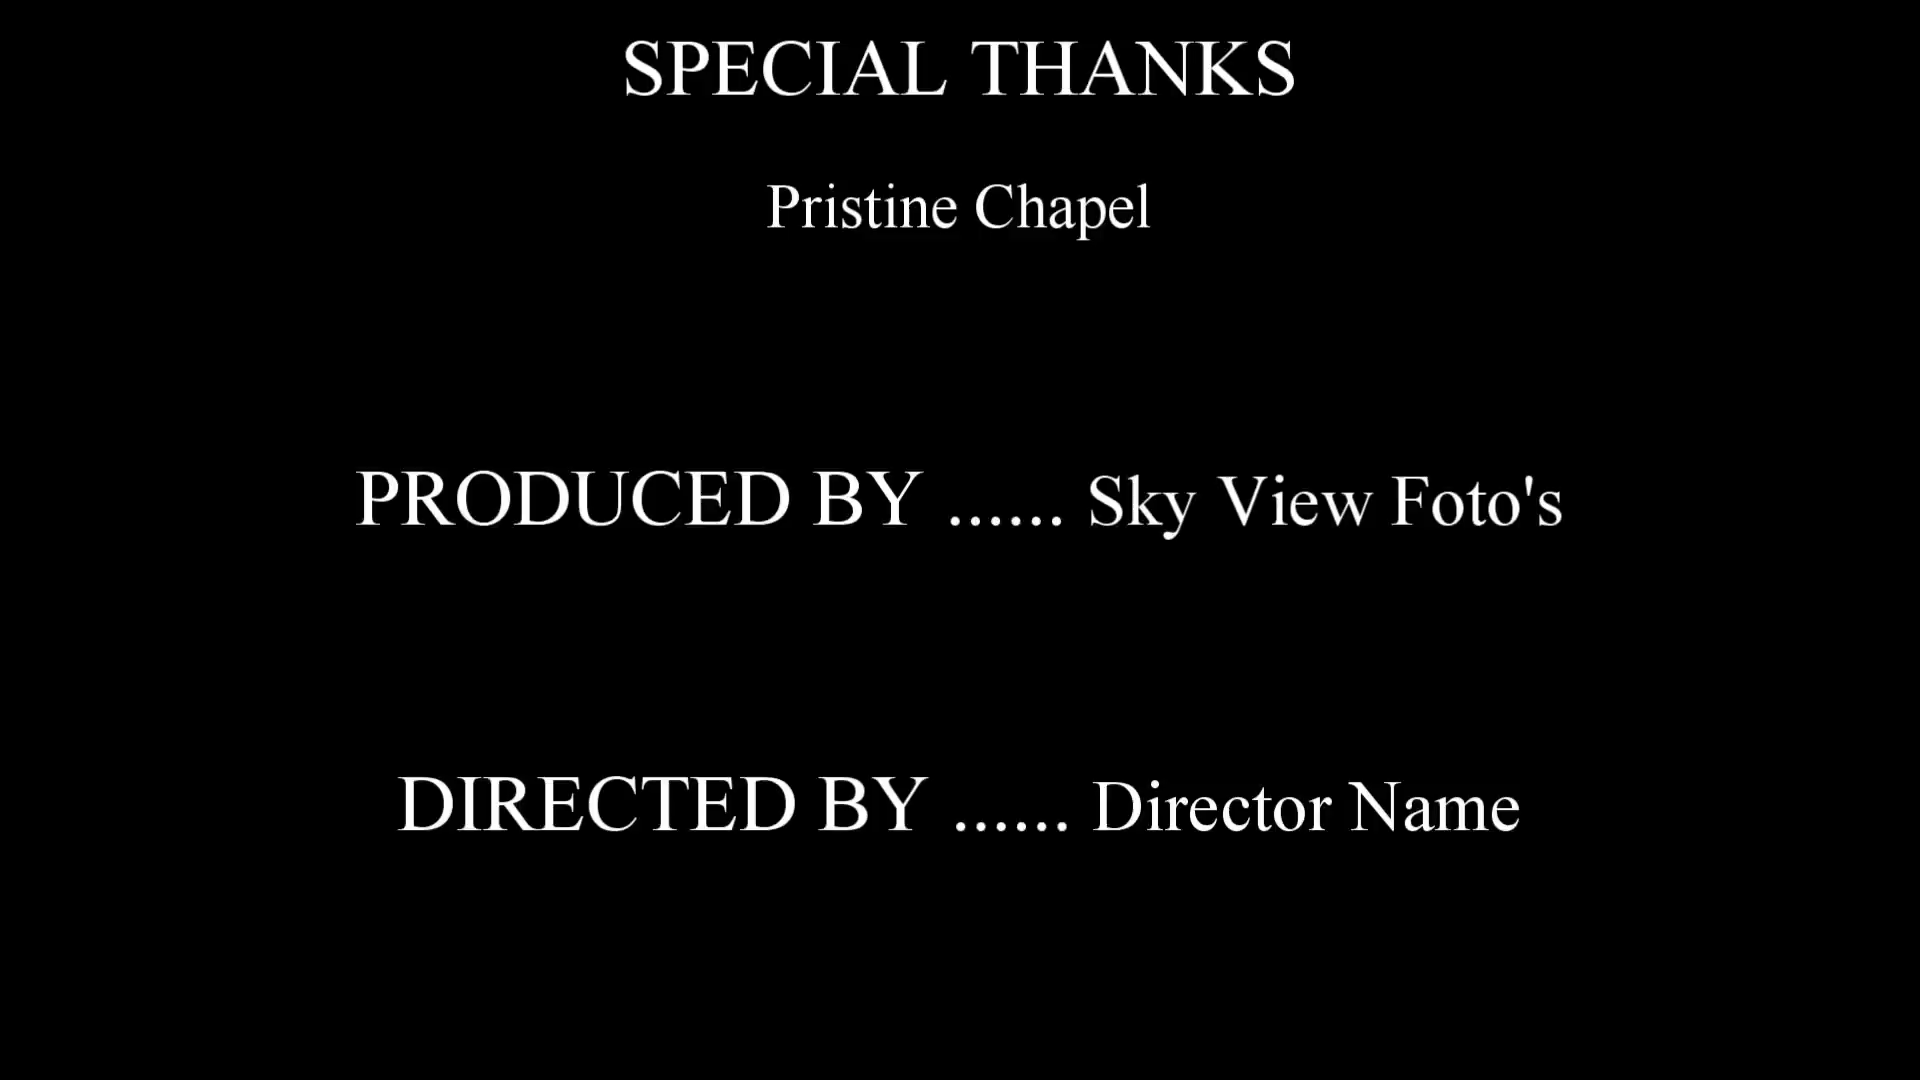 SPECIAL THANKS
Pristine Chapel
PRODUCED BY ...... Sky View Foto's
DIRECTED BY ...... Director Name